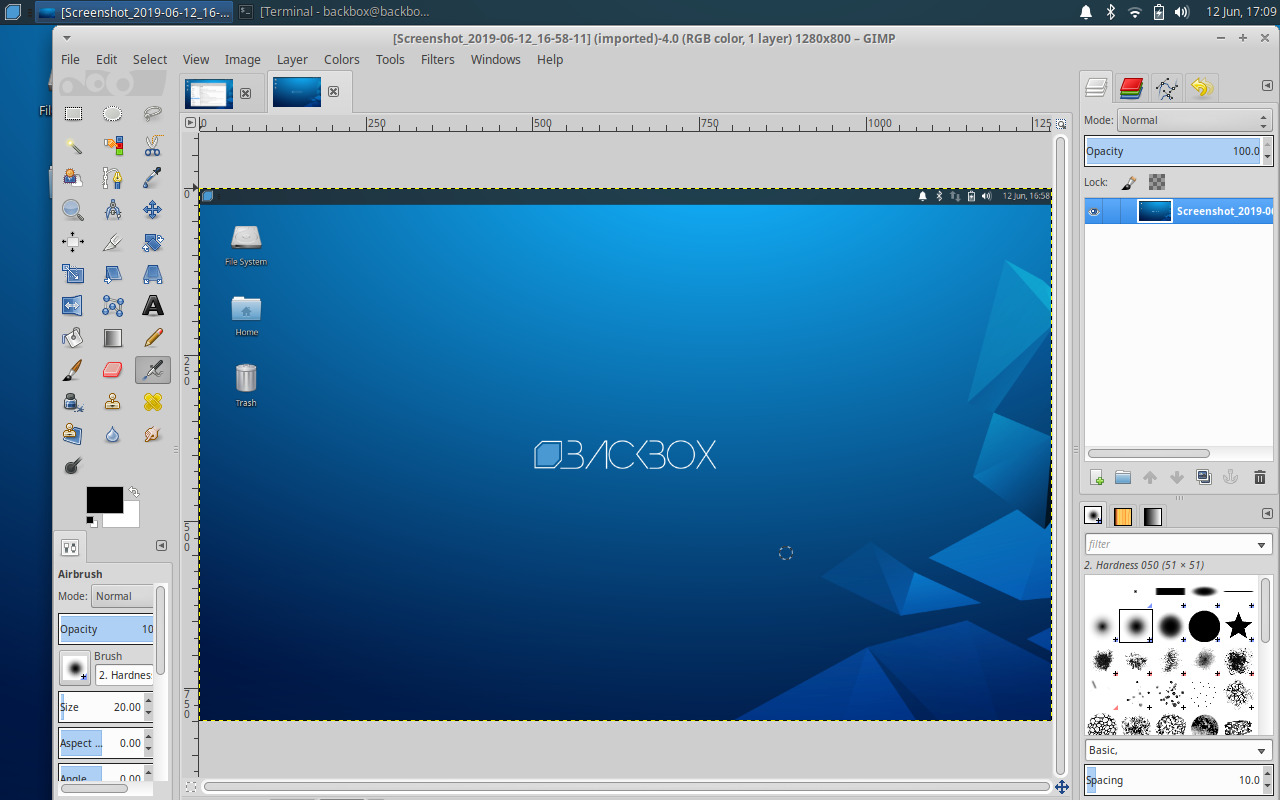 [Screenshot_2019-06-12_16-... [Terminal - backbox@backbo... 12 Jun, 17:09
[Screenshot_2019-06-12_16-58-11] (imported)-4.0 (RGB color, 1 layer) 1280x800 – GIMP
File Edit Select View Image Layer Colors Tools Filters Windows Help
0 250 500 750 1000 125
Mode: Normal
Opacity 100.0
Lock:
Screenshot_2019-0
0
12 Jun, 16:58
File System
Home
250
Trash
BACKBOX
500
750
Airbrush
Mode: Normal
Opacity 10
Brush
2. Hardness
Size 20.00
Aspect ... 0.00
Angle 0.00
filter
2. Hardness 050 (51 × 51)
Basic,
Spacing 10.0